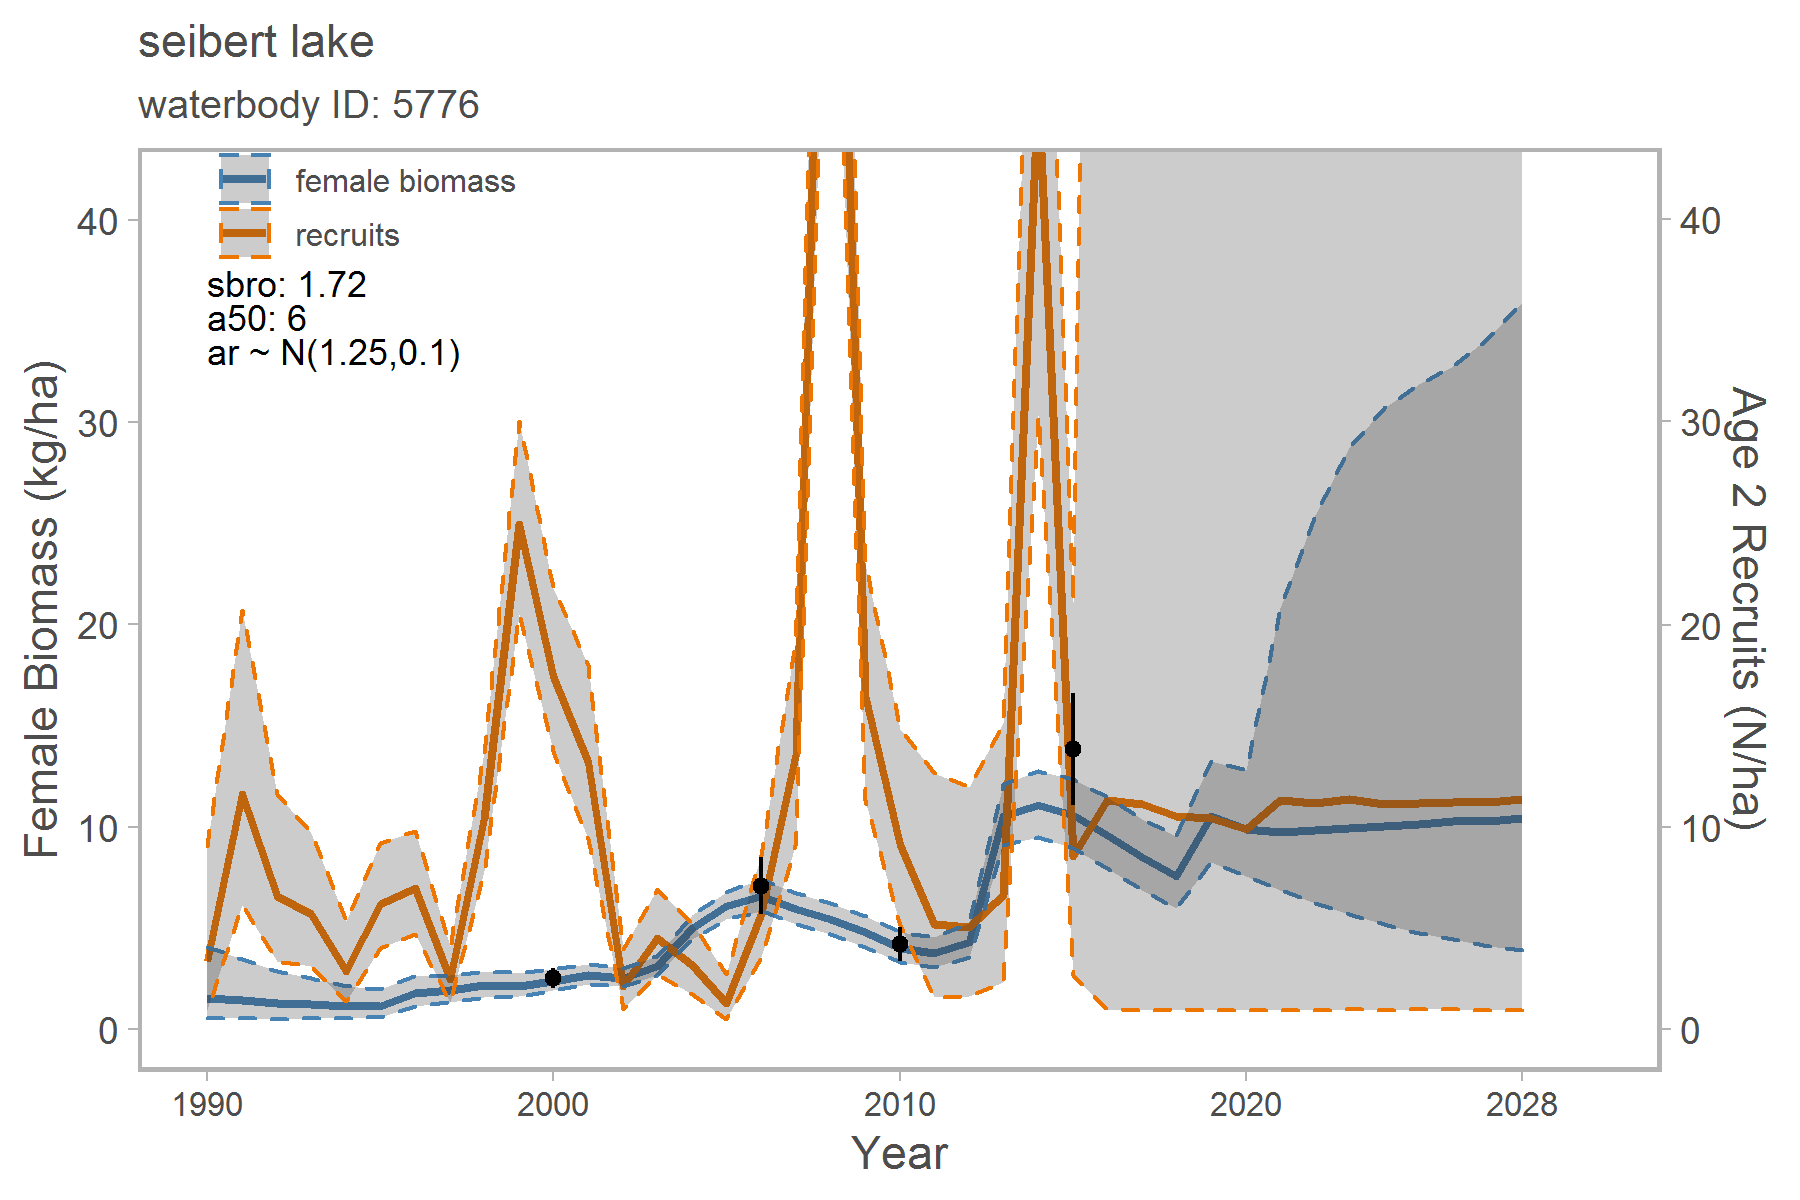 seibert lake
waterbody ID: 5776
female biomass
recruits
sbro: 1.72
a50: 6
ar ~ N(1.25,0.1)
Female Biomass (kg/ha)
40
30
20
10
0
40
30
20
10
0
Age 2 Recruits (N/ha)
1990
2000
2010
2020
2028
Year